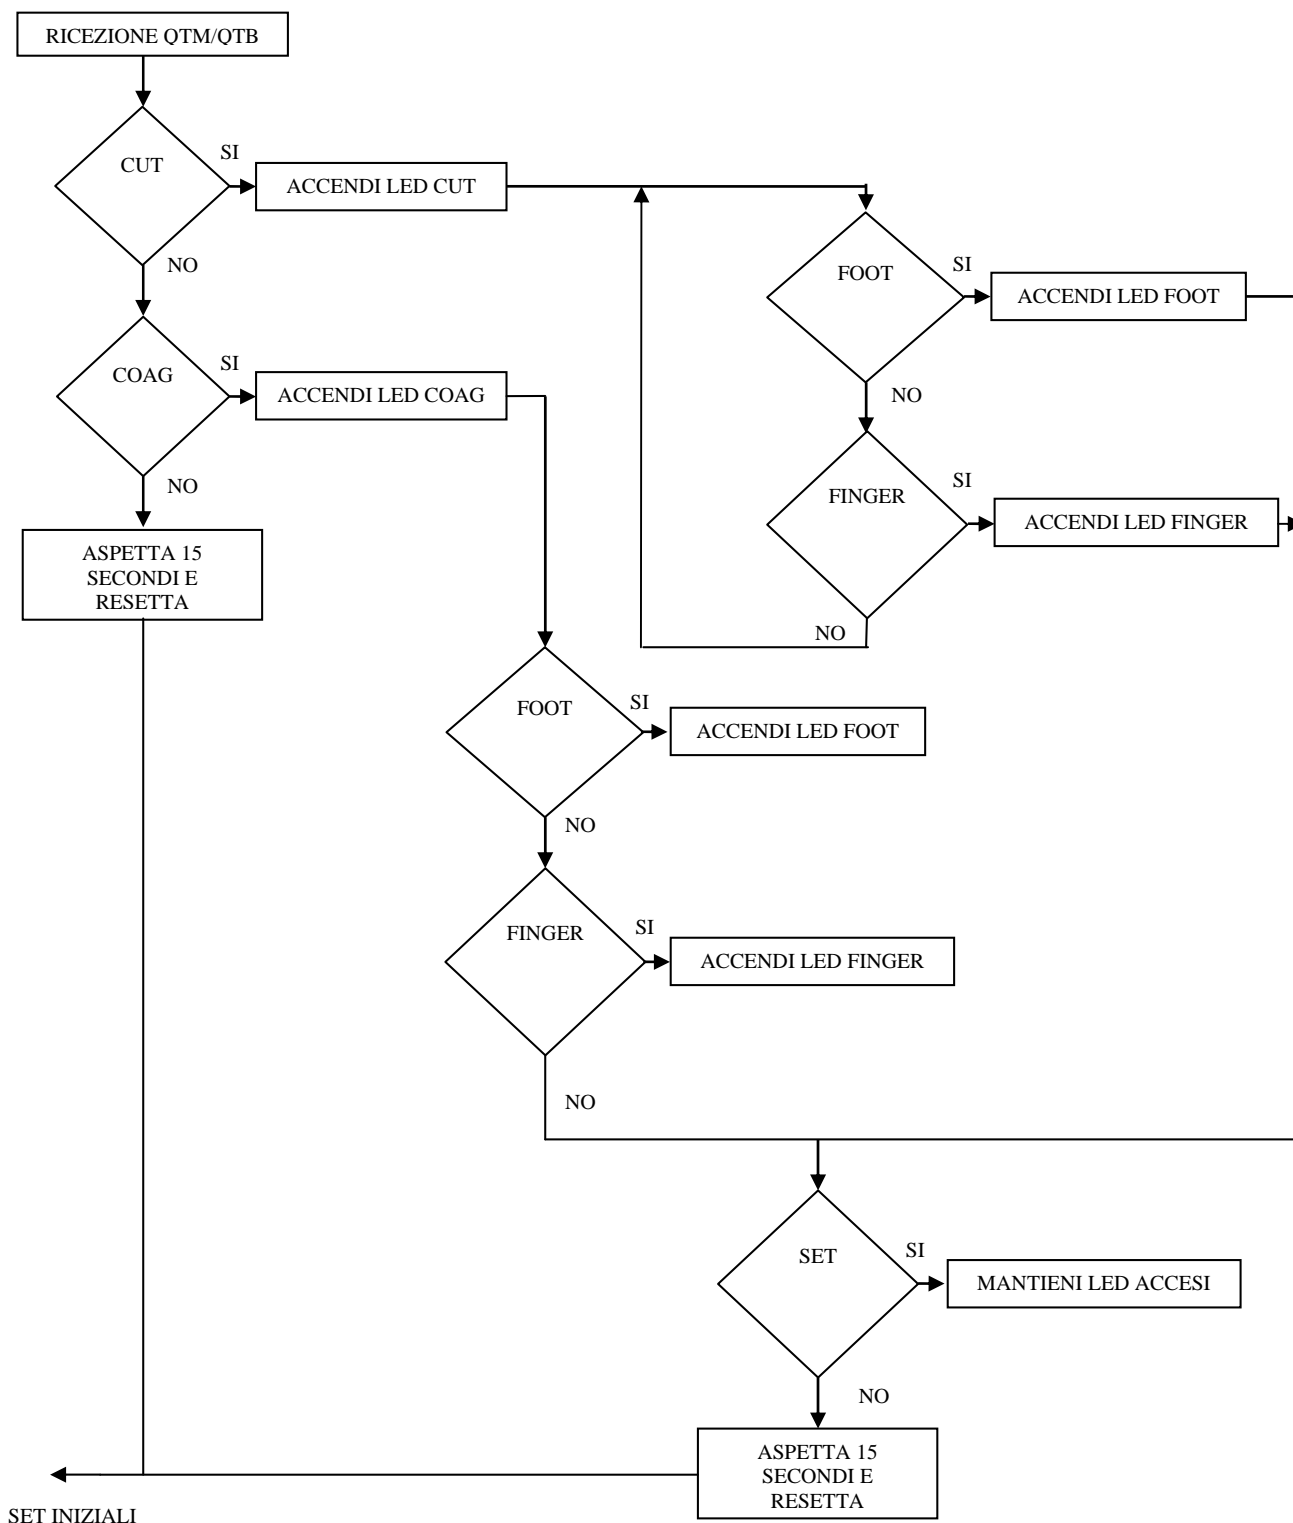 RICEZIONE QTM/QTB
CUT
SI
ACCENDI LED CUT
NO
FOOT
SI
ACCENDI LED FOOT
NO
COAG
SI
ACCENDI LED COAG
NO
FINGER
SI
ACCENDI LED FINGER
NO
ASPETTA 15
SECONDI E
RESETTA
FOOT
SI
ACCENDI LED FOOT
NO
FINGER
SI
ACCENDI LED FINGER
NO
SET
SI
MANTIENI LED ACCESI
NO
ASPETTA 15
SECONDI E
RESETTA
SET INIZIALI